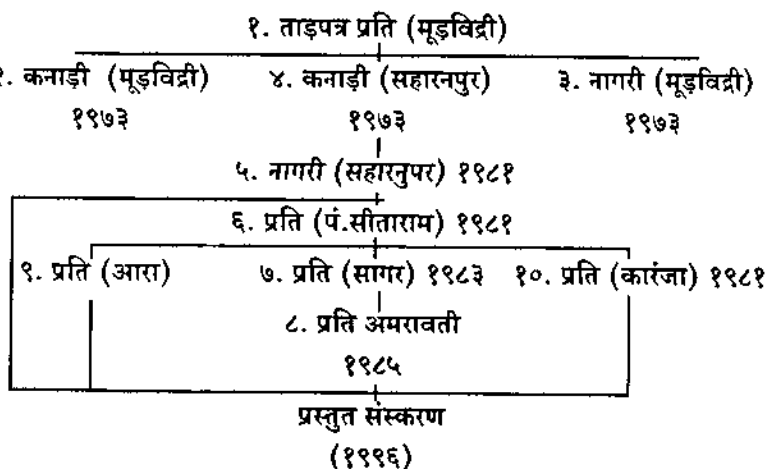 १. ताड़पत्र प्रति (मूड़विद्री)
. कनाड़ी (मूड़विद्री) ४. कनाड़ी (सहारनपुर) ३. नागरी (मूड़विद्री)
१९७३ १९७३ १९७३
५. नागरी (सहारनुपर) १९८१
६. प्रति (पं.सीताराम) १९८१
९. प्रति (आरा) ७. प्रति (सागर) १९८३ १०. प्रति (कारंजा) १९८१
८. प्रति अमरावती
१९८५
प्रस्तुत संस्करण
(१९९६)